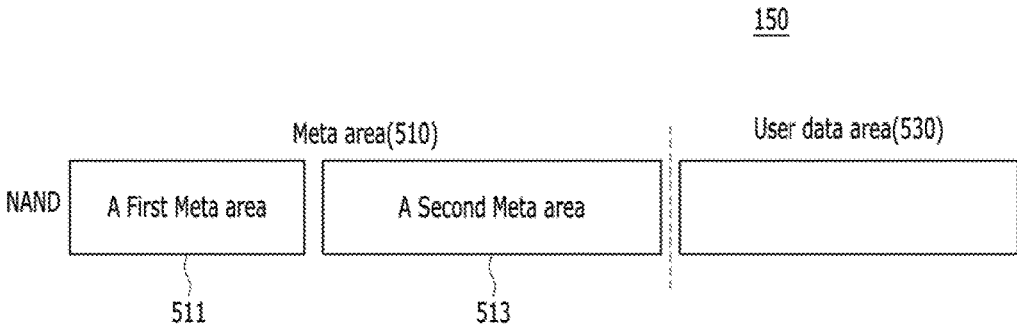 150
Meta area(510)
User data area(530)
NAND
A First Meta area
A Second Meta area
511
513